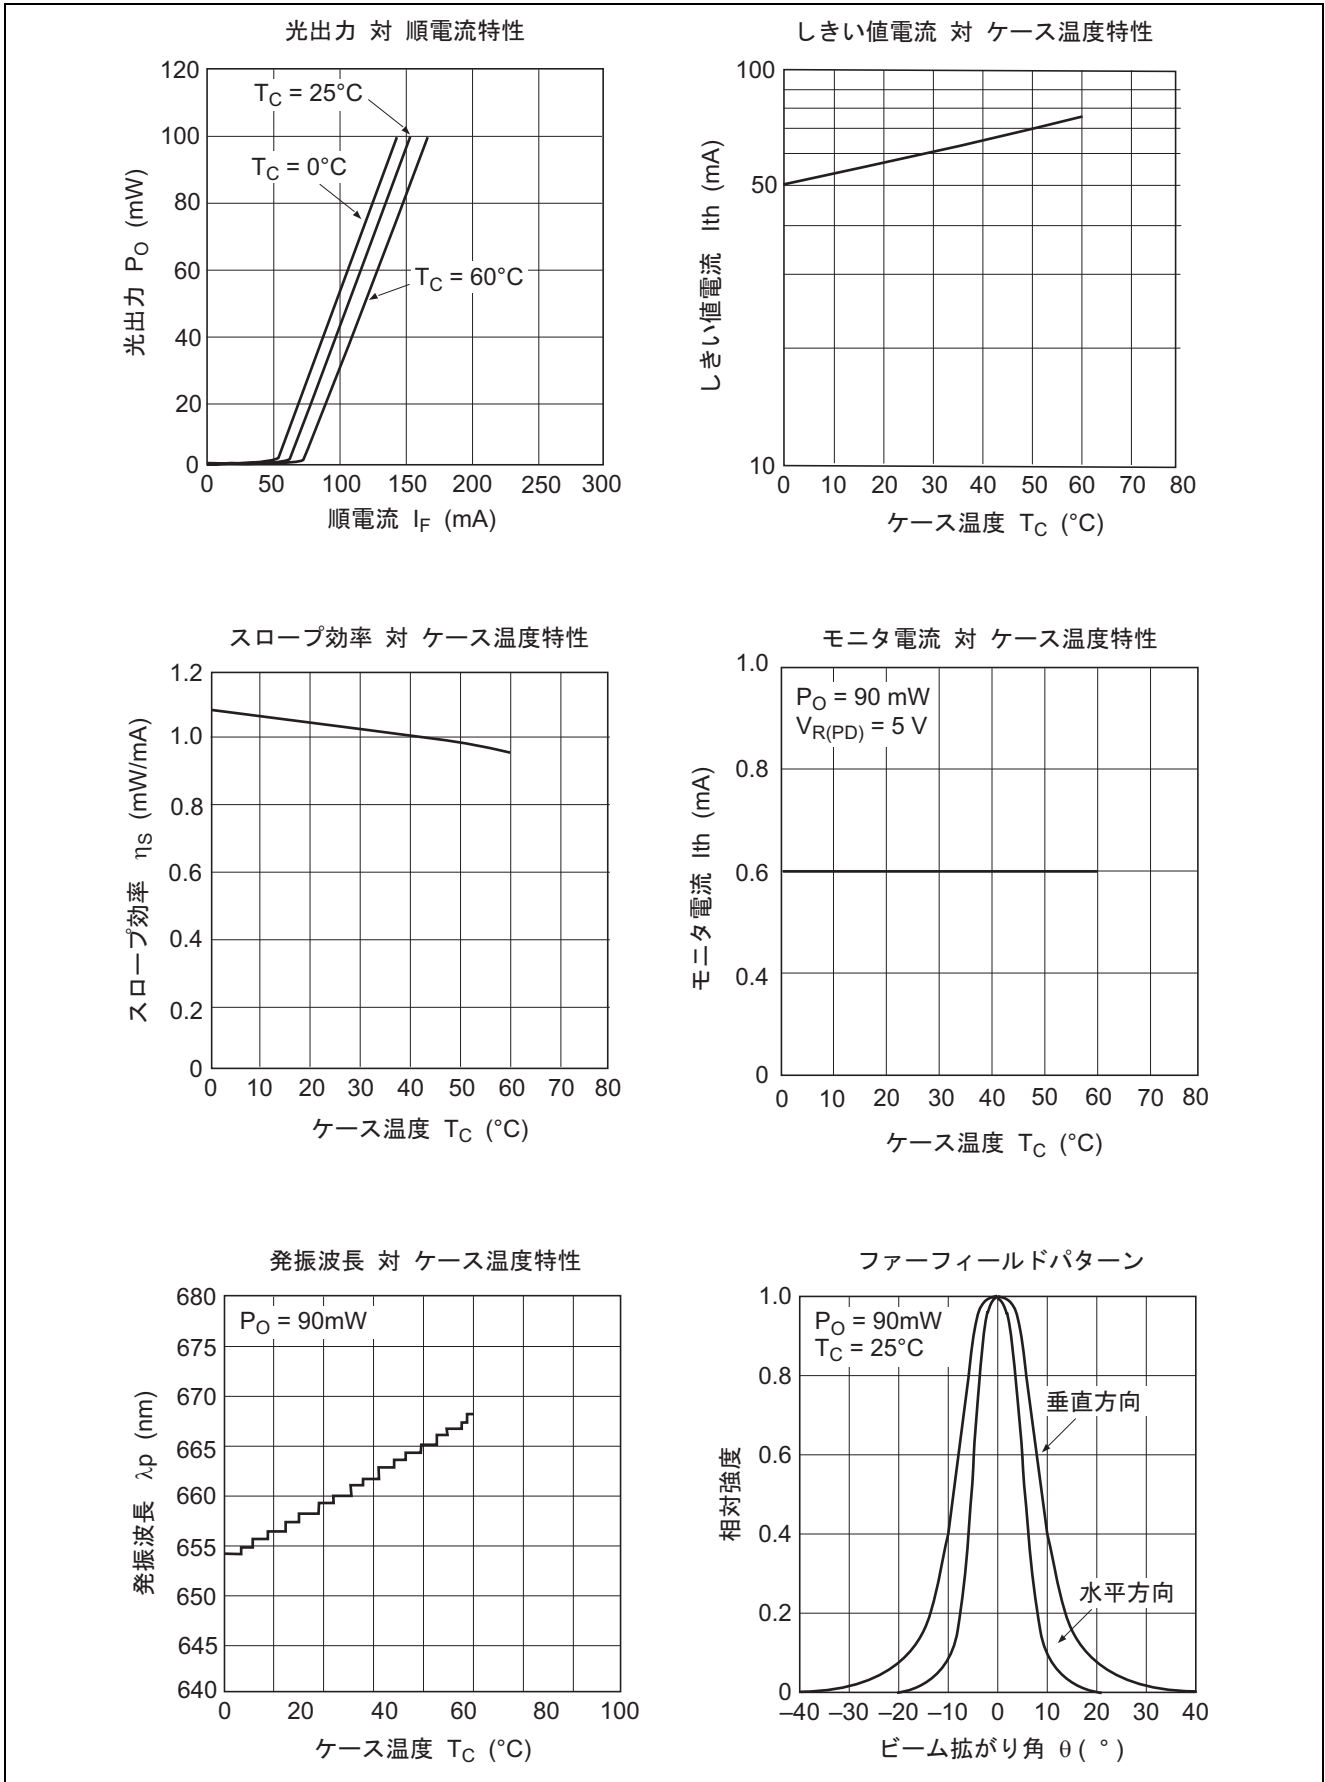 光出力 対 順電流特性
120
100
80
60
40
20
0
T_C = 25°C
T_C = 0°C
T_C = 60°C
光出力 P_O (mW)
0 50 100 150 200 250 300
順電流 I_F (mA)
しきい値電流 対 ケース温度特性
100
50
10
しきい値電流 Ith (mA)
0 10 20 30 40 50 60 70 80
ケース温度 T_C (°C)
スロープ効率 対 ケース温度特性
1.2
1.0
0.8
0.6
0.4
0.2
0
スロープ効率 ηs (mW/mA)
0 10 20 30 40 50 60 70 80
ケース温度 T_C (°C)
モニタ電流 対 ケース温度特性
1.0
0.8
0.6
0.4
0
P_O = 90 mW
V_R(PD) = 5 V
モニタ電流 Ith (mA)
0 10 20 30 40 50 60 70 80
ケース温度 T_C (°C)
発振波長 対 ケース温度特性
680
675
670
665
660
655
650
645
640
P_O = 90mW
発振波長 λp (nm)
0 20 40 60 80 100
ケース温度 T_C (°C)
ファーフィールドパターン
1.0
0.8
0.6
0.4
0.2
0
P_O = 90mW
T_C = 25°C
垂直方向
水平方向
相対強度
–40 –30 –20 –10 0 10 20 30 40
ビーム拡がり角 θ ( ° )